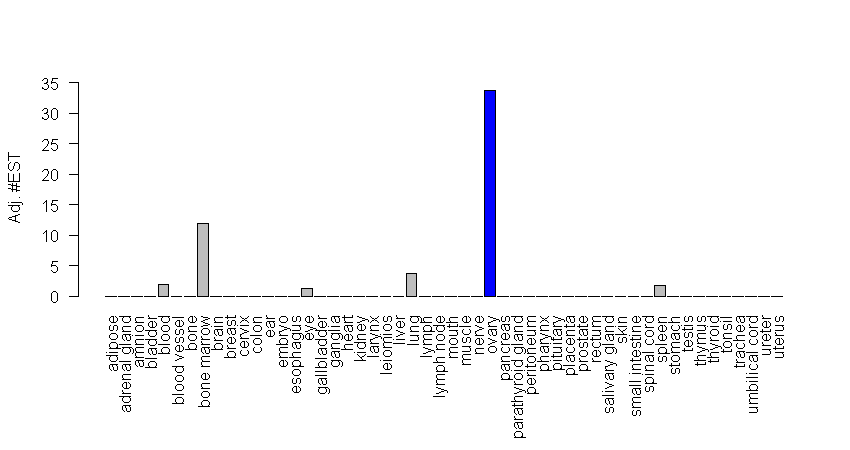 Adj. #EST
35
30
25
20
15
10
5
0
adipose
adrenal gland
amnion
bladder
blood
blood vessel
bone
bone marrow
brain
breast
cervix
colon
ear
embryo
esophagus
eye
gallbladder
ganglia
heart
kidney
larynx
leiomios
liver
lung
lymph
lymph node
mouth
muscle
nerve
ovary
pancreas
parathyroid gland
peritoneum
pharynx
pituitary
placenta
prostate
rectum
salivary gland
skin
small intestine
spinal cord
spleen
stomach
testis
thymus
thyroid
tonsil
trachea
umbilical cord
ureter
uterus